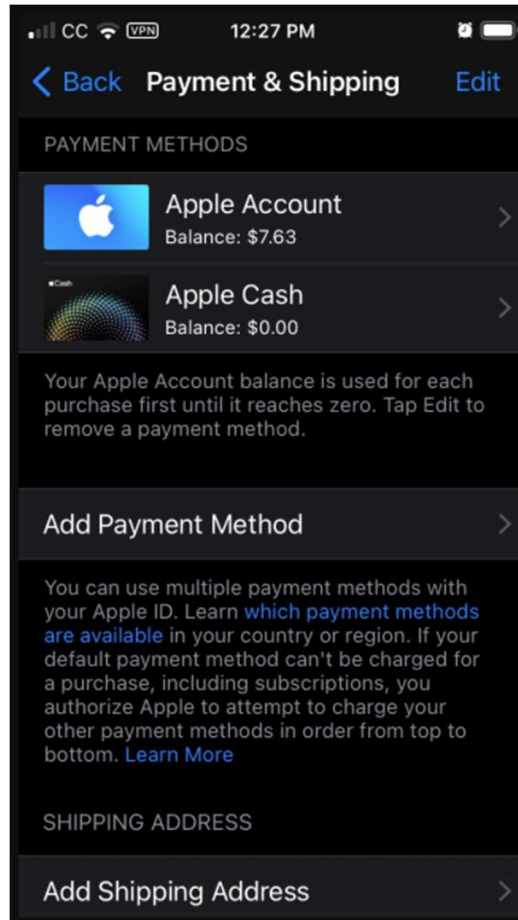 CC VPN 12:27 PM
Back Payment & Shipping Edit
PAYMENT METHODS
Apple Account
Balance: $7.63
Cash
Apple Cash
Balance: $0.00
Your Apple Account balance is used for each
purchase first until it reaches zero. Tap Edit to
remove a payment method.
Add Payment Method
You can use multiple payment methods with
your Apple ID. Learn which payment methods
are available in your country or region. If your
default payment method can't be charged for
a purchase, including subscriptions, you
authorize Apple to attempt to charge your
other payment methods in order from top to
bottom. Learn More
SHIPPING ADDRESS
Add Shipping Address